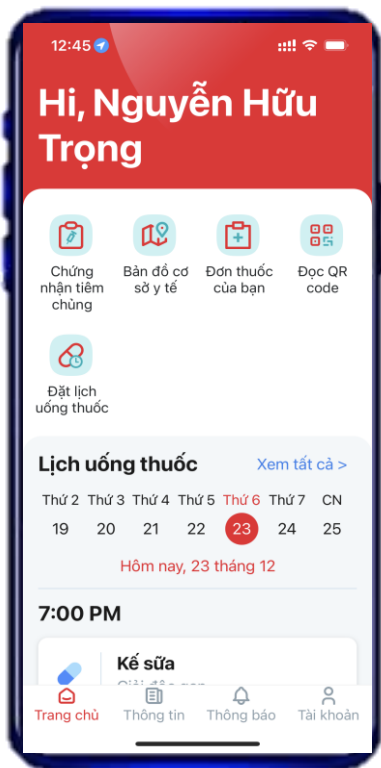 12:45
Hi, Nguyễn Hữu
Trọng
Chứng
nhận tiêm
chủng
Bản đồ cơ
sở y tế
Đơn thuốc
của bạn
Đọc QR
code
Đặt lịch
uống thuốc
Lịch uống thuốc
Xem tất cả >
Thứ 2 Thứ 3 Thứ 4 Thứ 5 Thứ 6 Thứ 7 CN
19 20 21 22 23 24 25
Hôm nay, 23 tháng 12
7:00 PM
Kế sữa
Giải độc gan
Trang chủ Thông tin Thông báo Tài khoản